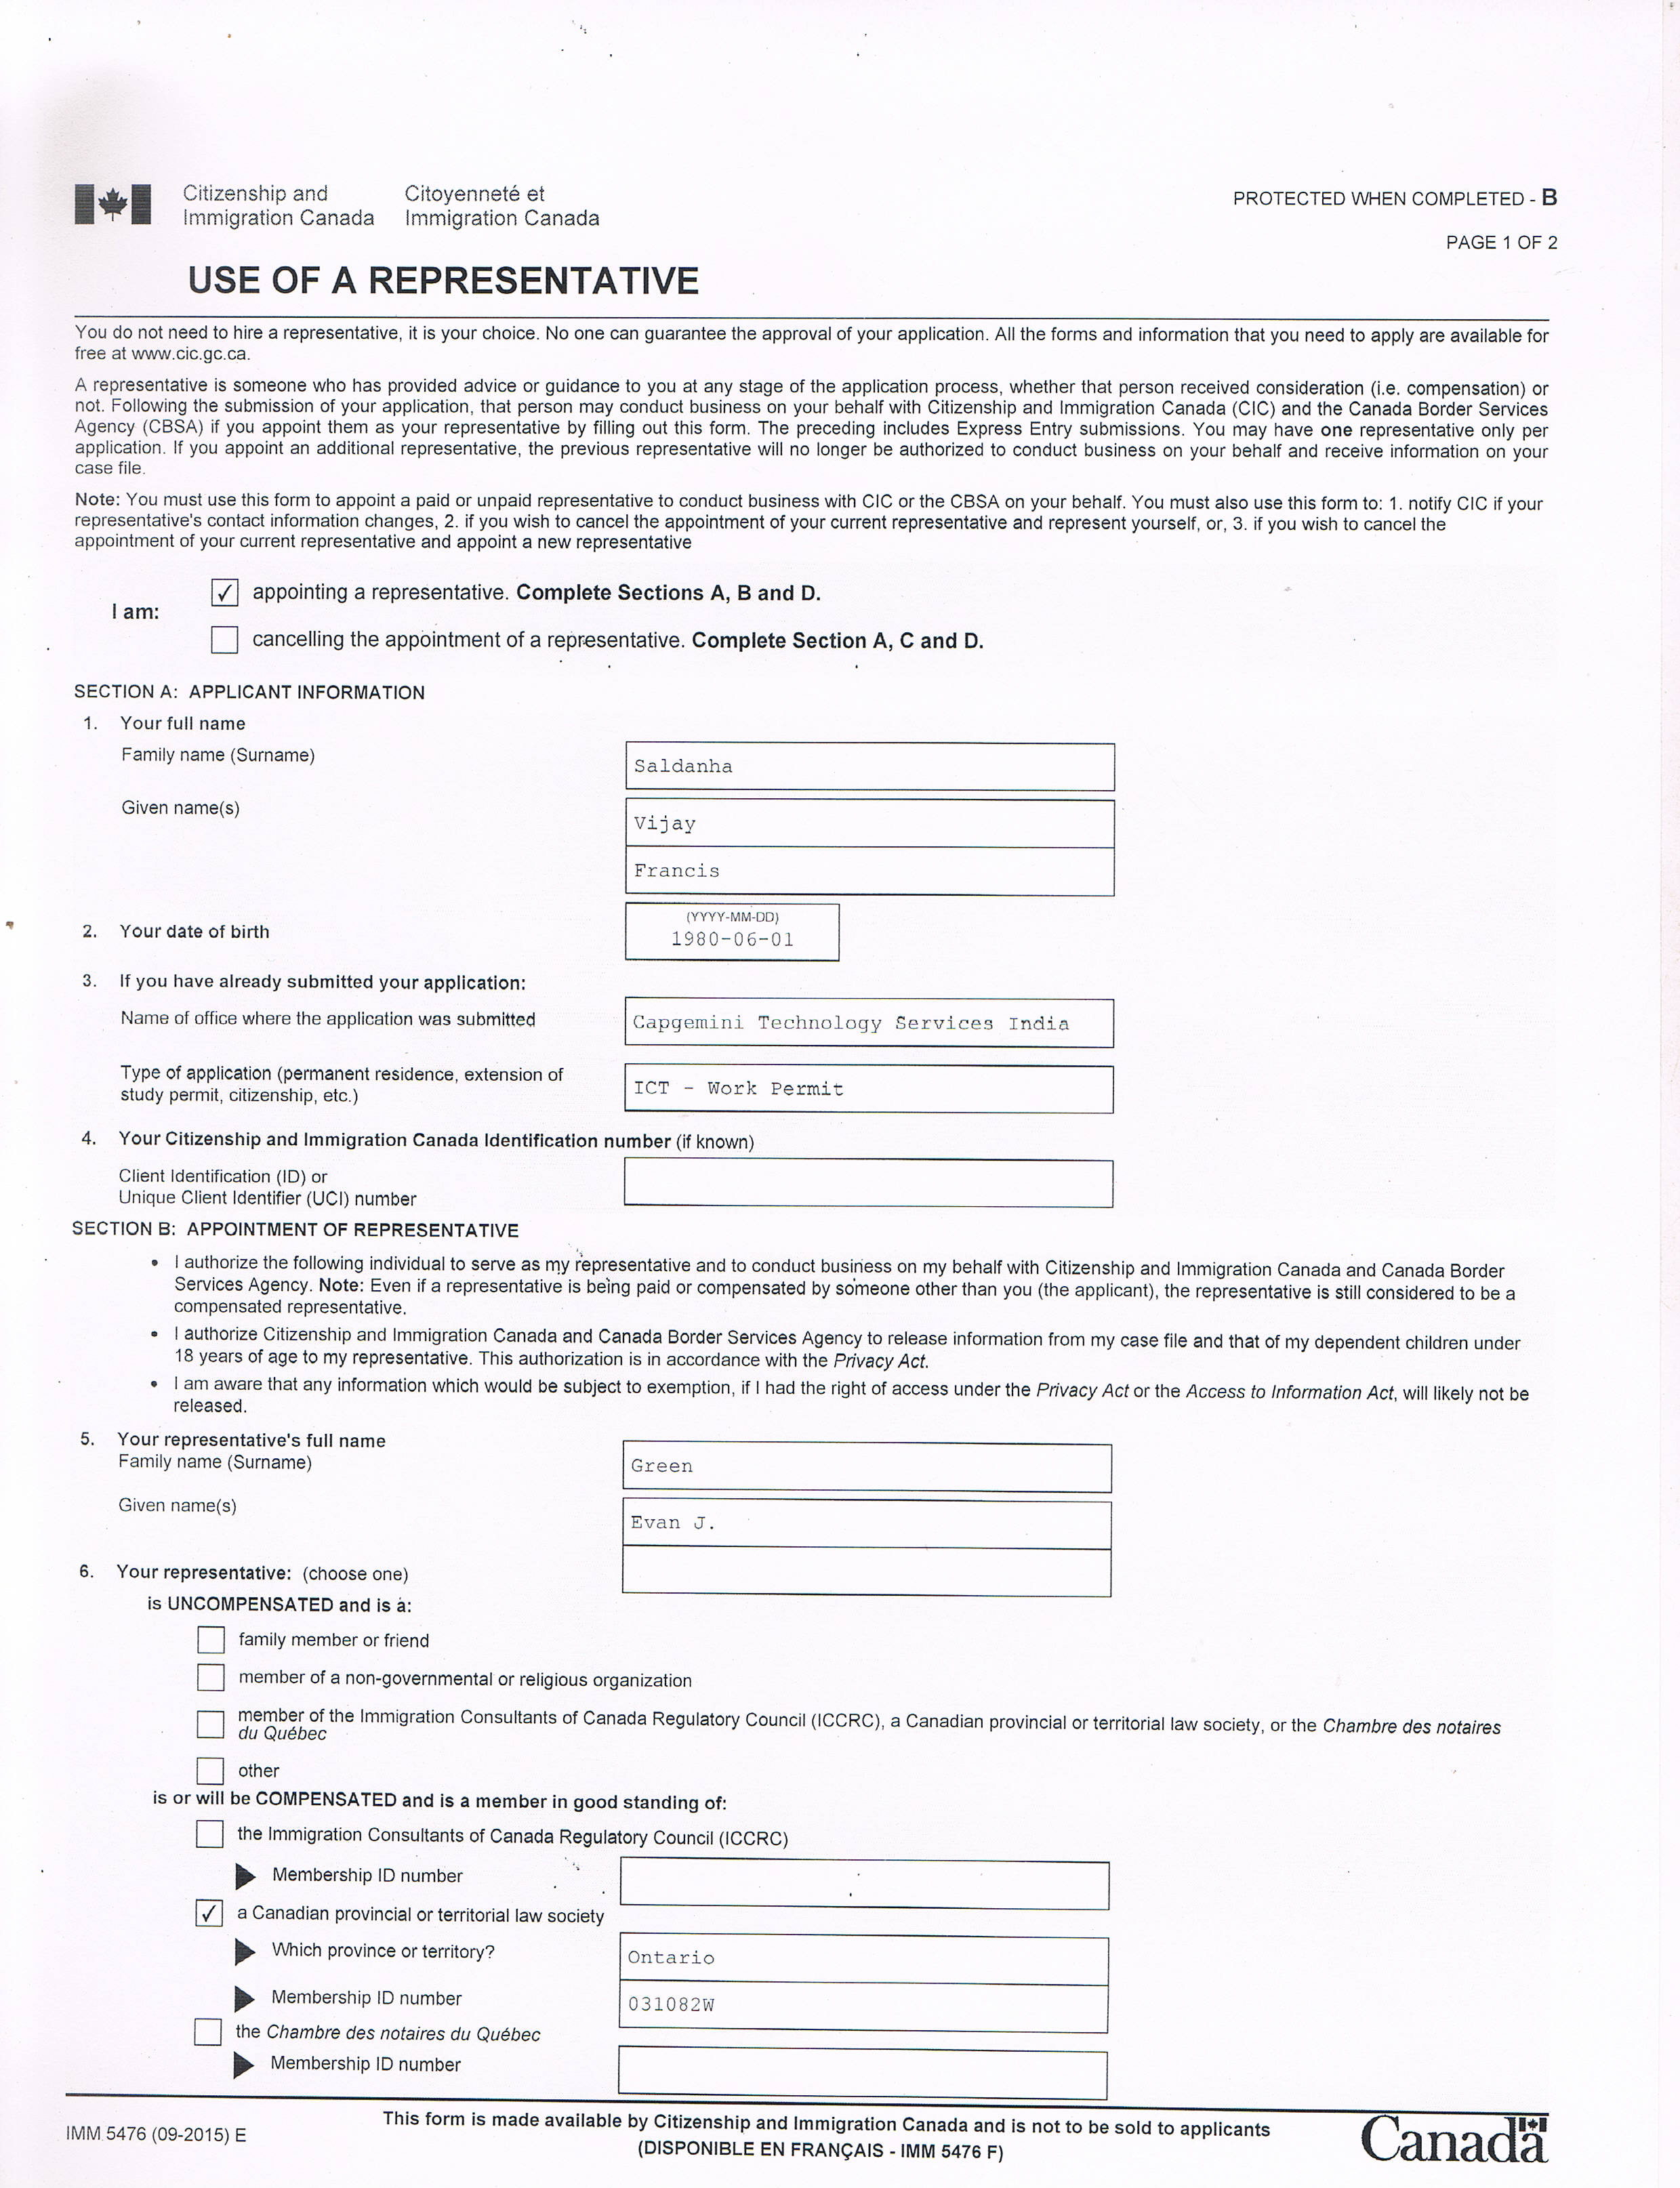 Citizenship and Citoyenneté et
Immigration Canada Immigration Canada
PROTECTED WHEN COMPLETED - B
PAGE 1 OF 2
USE OF A REPRESENTATIVE
You do not need to hire a representative, it is your choice. No one can guarantee the approval of your application. All the forms and information that you need to apply are available for
free at www.cic.gc.ca.
A representative is someone who has provided advice or guidance to you at any stage of the application process, whether that person received consideration (i.e. compensation) or
not. Following the submission of your application, that person may conduct business on your behalf with Citizenship and Immigration Canada (CIC) and the Canada Border Services
Agency (CBSA) if you appoint them as your representative by filling out this form. The preceding includes Express Entry submissions. You may have one representative only per
application. If you appoint an additional representative, the previous representative will no longer be authorized to conduct business on your behalf and receive information on your
case file.
Note: You must use this form to appoint a paid or unpaid representative to conduct business with CIC or the CBSA on your behalf. You must also use this form to: 1. notify CIC if your
representative's contact information changes, 2. if you wish to cancel the appointment of your current representative and represent yourself, or, 3. if you wish to cancel the
appointment of your current representative and appoint a new representative
I am:
✓ appointing a representative. Complete Sections A, B and D.
cancelling the appointment of a representative. Complete Section A, C and D.
SECTION A: APPLICANT INFORMATION
1. Your full name
Family name (Surname) Saldanha
Given name(s) Vijay
Francis
2. Your date of birth (YYYY-MM-DD)
1980-06-01
3. If you have already submitted your application:
Name of office where the application was submitted Capgemini Technology Services India
Type of application (permanent residence, extension of
study permit, citizenship, etc.) ICT - Work Permit
4. Your Citizenship and Immigration Canada Identification number (if known)
Client Identification (ID) or
Unique Client Identifier (UCI) number
SECTION B: APPOINTMENT OF REPRESENTATIVE
• I authorize the following individual to serve as my representative and to conduct business on my behalf with Citizenship and Immigration Canada and Canada Border
Services Agency. Note: Even if a representative is being paid or compensated by someone other than you (the applicant), the representative is still considered to be a
compensated representative.
• I authorize Citizenship and Immigration Canada and Canada Border Services Agency to release information from my case file and that of my dependent children under
18 years of age to my representative. This authorization is in accordance with the Privacy Act.
• I am aware that any information which would be subject to exemption, if I had the right of access under the Privacy Act or the Access to Information Act, will likely not be
released.
5. Your representative's full name
Family name (Surname) Green
Given name(s) Evan J.
6. Your representative: (choose one)
is UNCOMPENSATED and is a:
family member or friend
member of a non-governmental or religious organization
member of the Immigration Consultants of Canada Regulatory Council (ICCRC), a Canadian provincial or territorial law society, or the Chambre des notaires
du Québec
other
is or will be COMPENSATED and is a member in good standing of:
the Immigration Consultants of Canada Regulatory Council (ICCRC)
Membership ID number
✓ a Canadian provincial or territorial law society
Which province or territory? Ontario
Membership ID number 031082W
the Chambre des notaires du Québec
Membership ID number
IMM 5476 (09-2015) E
This form is made available by Citizenship and Immigration Canada and is not to be sold to applicants
(DISPONIBLE EN FRANÇAIS - IMM 5476 F)
Canada